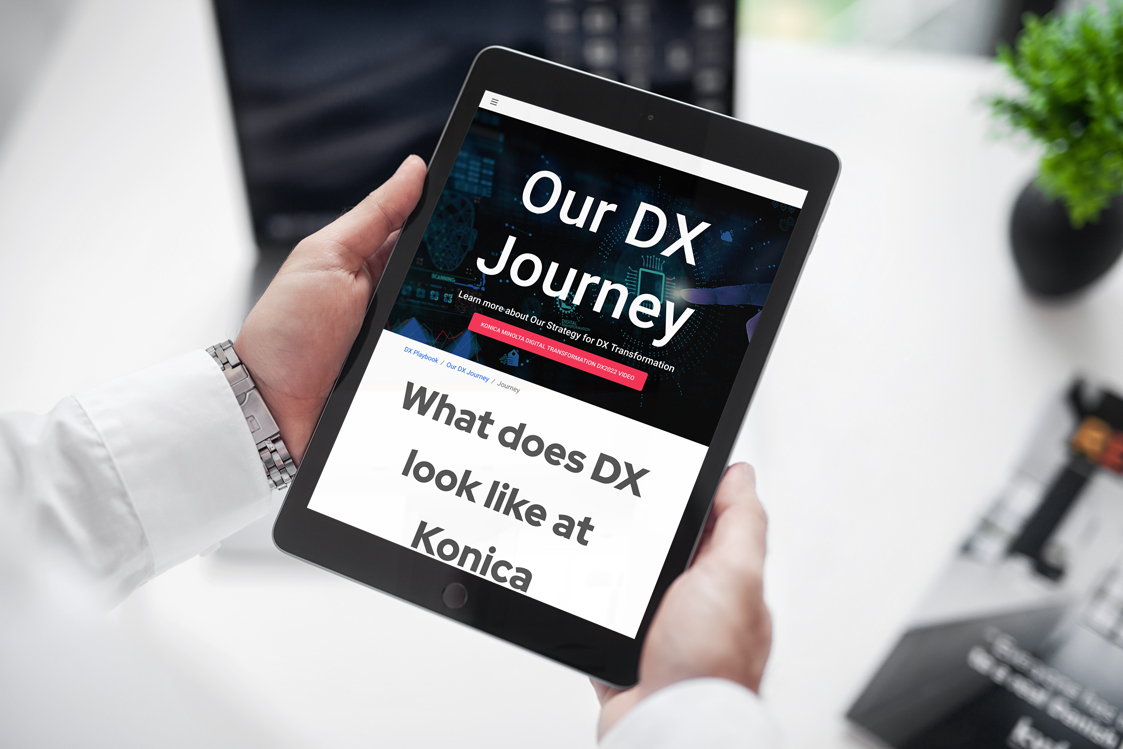 Our DX
Journey
Learn more about Our Strategy for DX Transformation
KONICA MINOLTA DIGITAL TRANSFORMATION DX2022 VIDEO
DX Playbook / Our DX Journey / Journey
What does DX
look like at
Konica
SCANNING